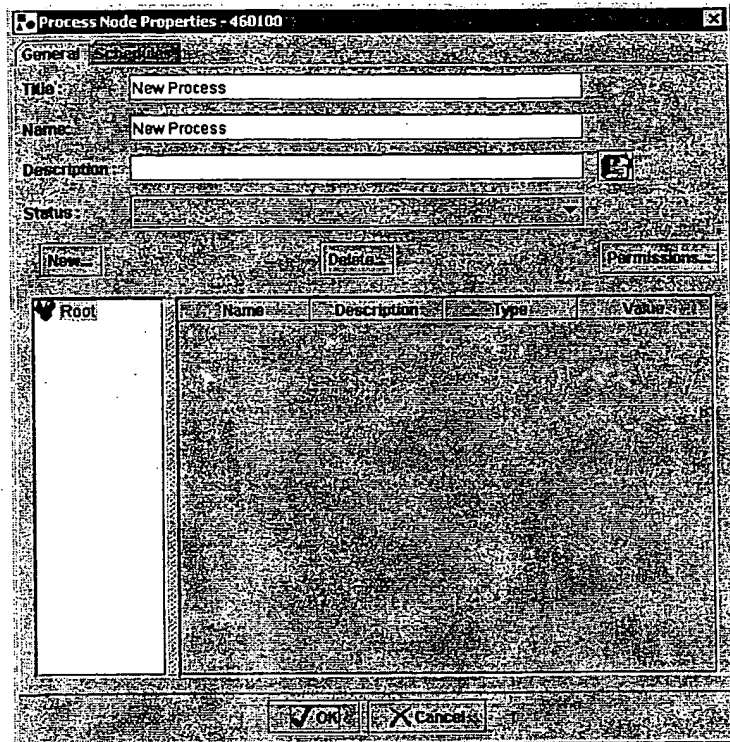 Process Node Properties - 460100
General Scheduler
Title : New Process
Name: New Process
Description :
Status :
New... Delete... Permissions...
Root
Name Description Type Value
OK Cancel